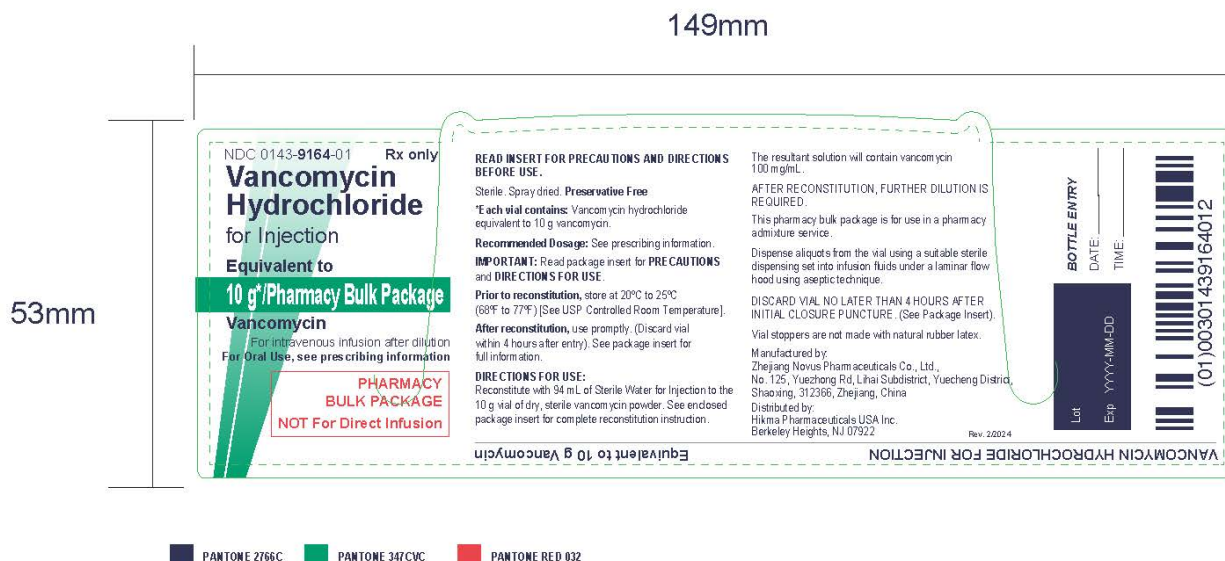 149mm
53mm
NDC 0143-9164-01 Rx only
Vancomycin
Hydrochloride
for Injection
Equivalent to
10 g*/Pharmacy Bulk Package
Vancomycin
For intravenous infusion after dilution
For Oral Use, see prescribing information
PHARMACY
BULK PACKAGE
NOT For Direct Infusion
READ INSERT FOR PRECAUTIONS AND DIRECTIONS
BEFORE USE.
Sterile. Spray dried. Preservative Free
*Each vial contains: Vancomycin hydrochloride
equivalent to 10 g vancomycin.
Recommended Dosage: See prescribing information.
IMPORTANT: Read package insert for PRECAUTIONS
and DIRECTIONS FOR USE.
Prior to reconstitution, store at 20°C to 25°C
(68°F to 77°F) [See USP Controlled Room Temperature].
After reconstitution, use promptly. (Discard vial
within 4 hours after entry). See package insert for
full information.
DIRECTIONS FOR USE:
Reconstitute with 94 mL of Sterile Water for Injection to the
10 g vial of dry, sterile vancomycin powder. See enclosed
package insert for complete reconstitution instruction.
The resultant solution will contain vancomycin
100 mg/mL.
AFTER RECONSTITUTION, FURTHER DILUTION IS
REQUIRED.
This pharmacy bulk package is for use in a pharmacy
admixture service.
Dispense aliquots from the vial using a suitable sterile
dispensing set into infusion fluids under a laminar flow
hood using aseptic technique.
DISCARD VIAL NO LATER THAN 4 HOURS AFTER
INITIAL CLOSURE PUNCTURE. (See Package Insert).
Vial stoppers are not made with natural rubber latex.
Manufactured by:
Zhejiang Novus Pharmaceuticals Co., Ltd.,
No. 125, Yuezhong Rd, Lihai Subdistrict, Yuecheng District,
Shaoxing, 312366, Zhejiang, China
Distributed by:
Hikma Pharmaceuticals USA Inc.
Berkeley Heights, NJ 07922
Rev. 2/2024
BOTTLE ENTRY
DATE:
TIME:
Lot
Exp YYYY-MM-DD
(01)00301439164012
VANCOMYCIN HYDROCHLORIDE FOR INJECTION
Equivalent to 10 g Vancomycin
PANTONE 2766C
PANTONE 347CVC
PANTONE RED 032